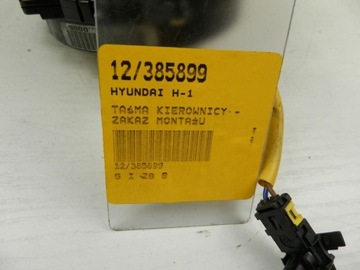 12/385899
HYUNDAI H-1
TAśMA KIEROWNICY -
ZAKAZ MONTAżU
12/385899